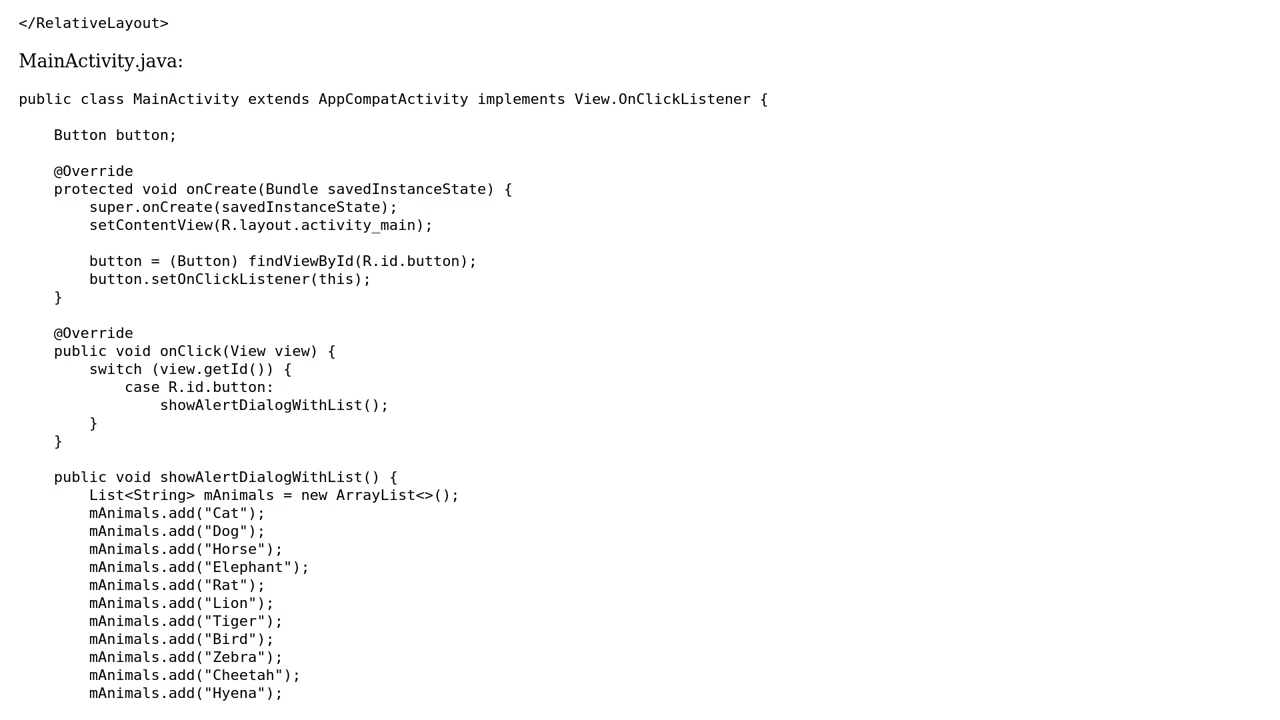 </RelativeLayout>
MainActivity.java:
public class MainActivity extends AppCompatActivity implements View.OnClickListener {
    Button button;
    @Override
    protected void onCreate(Bundle savedInstanceState) {
        super.onCreate(savedInstanceState);
        setContentView(R.layout.activity_main);
        button = (Button) findViewById(R.id.button);
        button.setOnClickListener(this);
    }
    @Override
    public void onClick(View view) {
        switch (view.getId()) {
            case R.id.button:
                showAlertDialogWithList();
        }
    }
    public void showAlertDialogWithList() {
        List<String> mAnimals = new ArrayList<>();
        mAnimals.add("Cat");
        mAnimals.add("Dog");
        mAnimals.add("Horse");
        mAnimals.add("Elephant");
        mAnimals.add("Rat");
        mAnimals.add("Lion");
        mAnimals.add("Tiger");
        mAnimals.add("Bird");
        mAnimals.add("Zebra");
        mAnimals.add("Cheetah");
        mAnimals.add("Hyena");